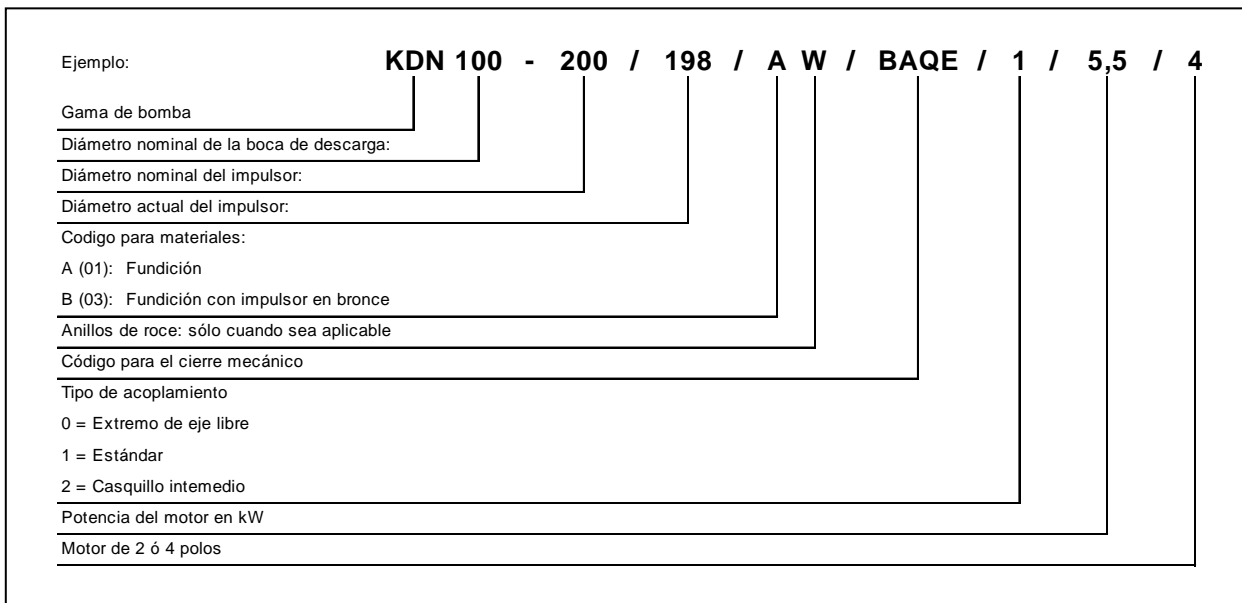 Ejemplo: KDN 100 - 200 / 198 / A W / BAQE / 1 / 5,5 / 4
Gama de bomba
Diámetro nominal de la boca de descarga:
Diámetro nominal del impulsor:
Diámetro actual del impulsor:
Codigo para materiales:
A (01): Fundición
B (03): Fundición con impulsor en bronce
Anillos de roce: sólo cuando sea aplicable
Código para el cierre mecánico
Tipo de acoplamiento
0 = Extremo de eje libre
1 = Estándar
2 = Casquillo intemedio
Potencia del motor en kW
Motor de 2 ó 4 polos